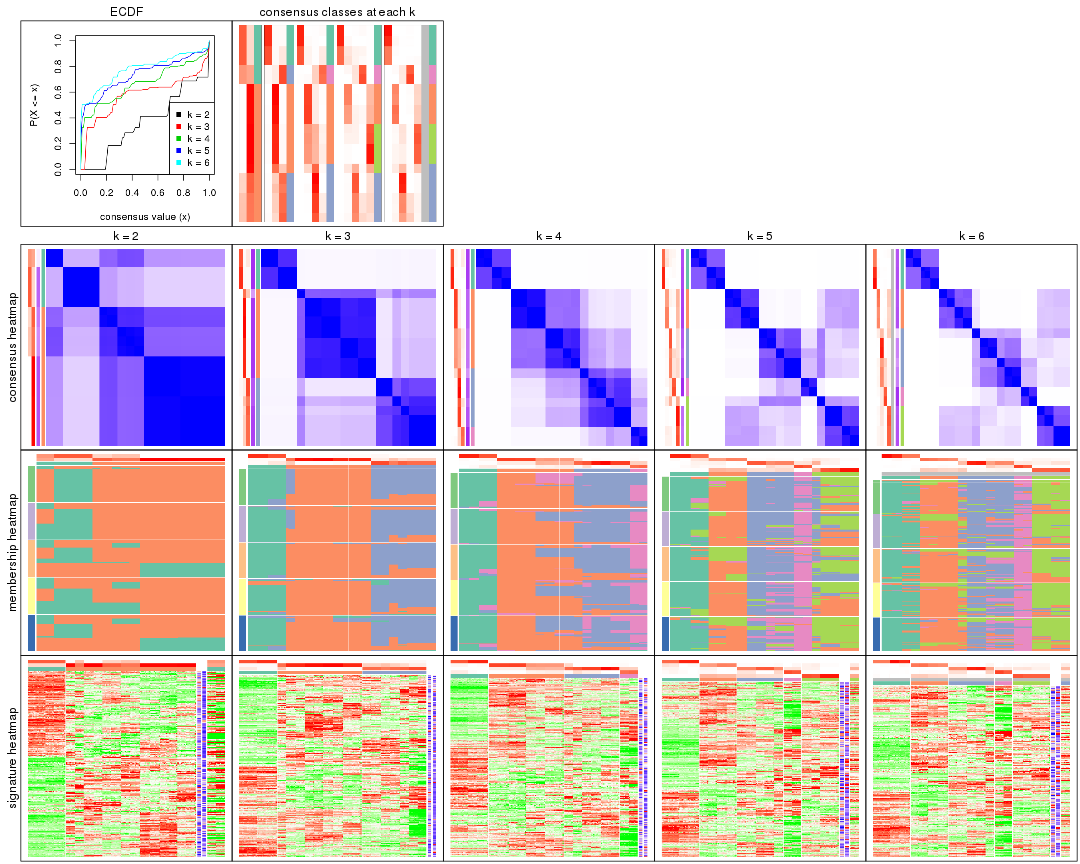 ECDF
consensus classes at each k
P(X <= x)
1.0
0.8
0.6
0.4
0.2
0.0
k = 2
k = 3
k = 4
k = 5
k = 6
0.0 0.2 0.4 0.6 0.8 1.0
consensus value (x)
k = 2
k = 3
k = 4
k = 5
k = 6
consensus heatmap
membership heatmap
signature heatmap